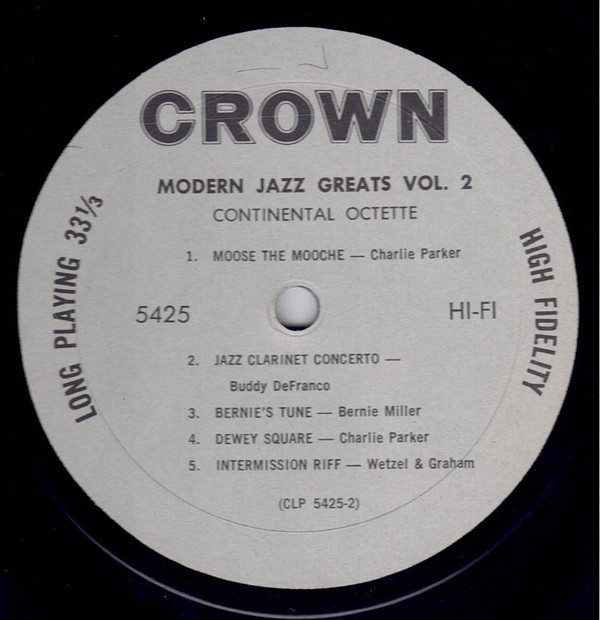 CROWN
MODERN JAZZ GREATS VOL. 2
CONTINENTAL OCTETTE
1. MOOSE THE MOOCHE — Charlie Parker
LONG PLAYING 33⅓
5425
HI-FI
HIGH FIDELITY
2. JAZZ CLARINET CONCERTO —
Buddy DeFranco
3. BERNIE'S TUNE — Bernie Miller
4. DEWEY SQUARE — Charlie Parker
5. INTERMISSION RIFF — Wetzel & Graham
(CLP 5425-2)